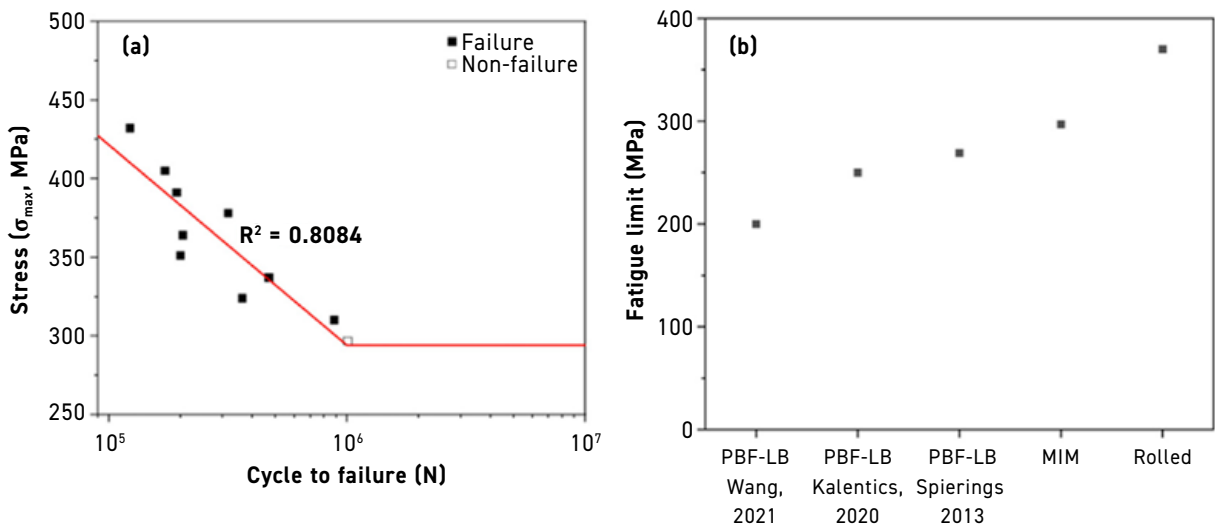 (a)
Failure
Non-failure
500
450
400
350
300
250
Stress (σmax, MPa)
R² = 0.8084
10⁵
10⁶
10⁷
Cycle to failure (N)
(b)
400
300
200
100
0
Fatigue limit (MPa)
PBF-LB
Wang,
2021
PBF-LB
Kalentics,
2020
PBF-LB
Spierings
2013
MIM
Rolled